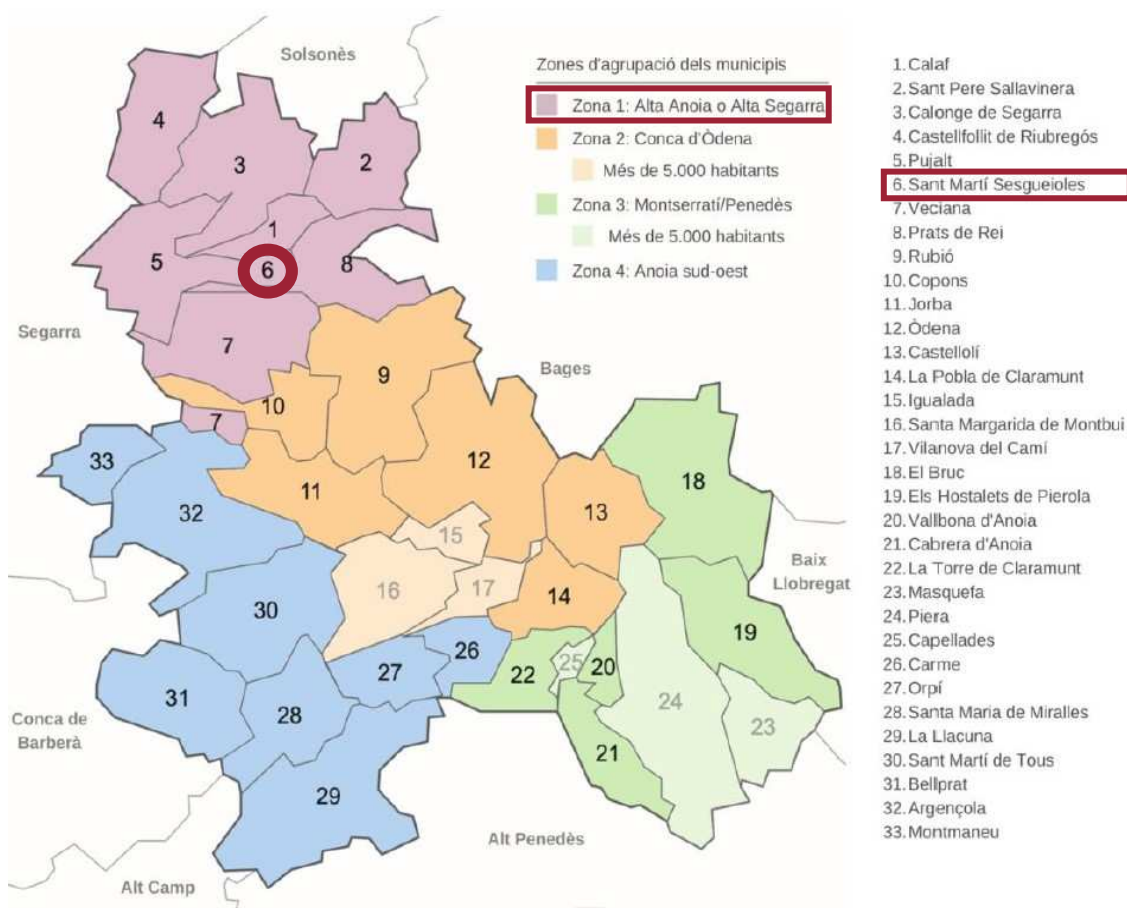 Solsonès
Segarra
Bages
Baix
Llobregat
Conca de
Barberà
Alt Penedès
Alt Camp
4
3
2
1
5
6
8
7
9
10
7
33
12
18
32
11
13
15
16
17
14
30
19
26
27
22
25
20
31
28
24
23
21
29
Zones d'agrupació dels municipis
Zona 1: Alta Anoia o Alta Segarra
Zona 2: Conca d'Òdena
Més de 5.000 habitants
Zona 3: Montserratí/Penedès
Més de 5.000 habitants
Zona 4: Anoia sud-oest
1. Calaf
2. Sant Pere Sallavinera
3. Calonge de Segarra
4. Castellfollit de Riubregós
5. Pujalt
6. Sant Martí Sesgueioles
7. Veciana
8. Prats de Rei
9. Rubió
10. Copons
11. Jorba
12. Òdena
13. Castellolí
14. La Pobla de Claramunt
15. Igualada
16. Santa Margarida de Montbui
17. Vilanova del Camí
18. El Bruc
19. Els Hostalets de Pierola
20. Vallbona d'Anoia
21. Cabrera d'Anoia
22. La Torre de Claramunt
23. Masquefa
24. Piera
25. Capellades
26. Carme
27. Orpí
28. Santa Maria de Miralles
29. La Llacuna
30. Sant Martí de Tous
31. Bellprat
32. Argençola
33. Montmaneu